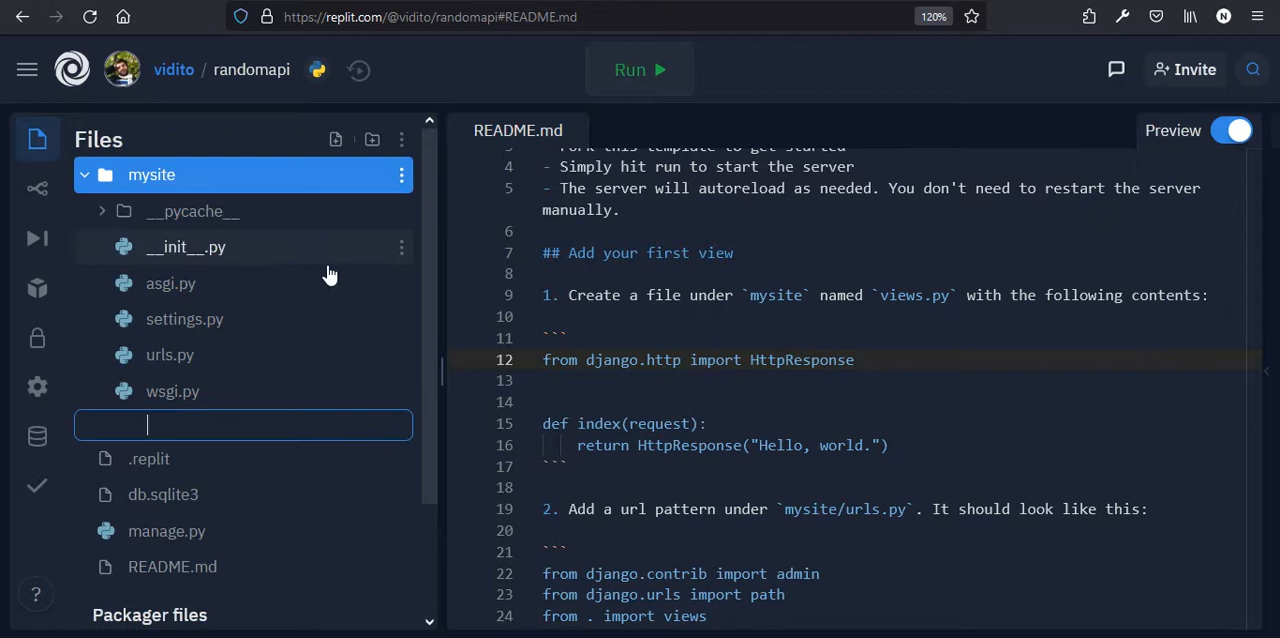 https://replit.com/@vidito/randomapi#README.md
120%
N
vidito / randomapi
Run
Invite
Files
mysite
__pycache__
__init__.py
asgi.py
settings.py
urls.py
wsgi.py
.replit
db.sqlite3
manage.py
README.md
Packager files
?
README.md
Preview
3 - Fork this template to get started
4 - Simply hit run to start the server
5 - The server will autoreload as needed. You don't need to restart the server
manually.
6
7 ## Add your first view
8
9 1. Create a file under `mysite` named `views.py` with the following contents:
10
11 ```
12 from django.http import HttpResponse
13
14
15 def index(request):
16 return HttpResponse("Hello, world.")
17 ```
18
19 2. Add a url pattern under `mysite/urls.py`. It should look like this:
20
21 ```
22 from django.contrib import admin
23 from django.urls import path
24 from . import views